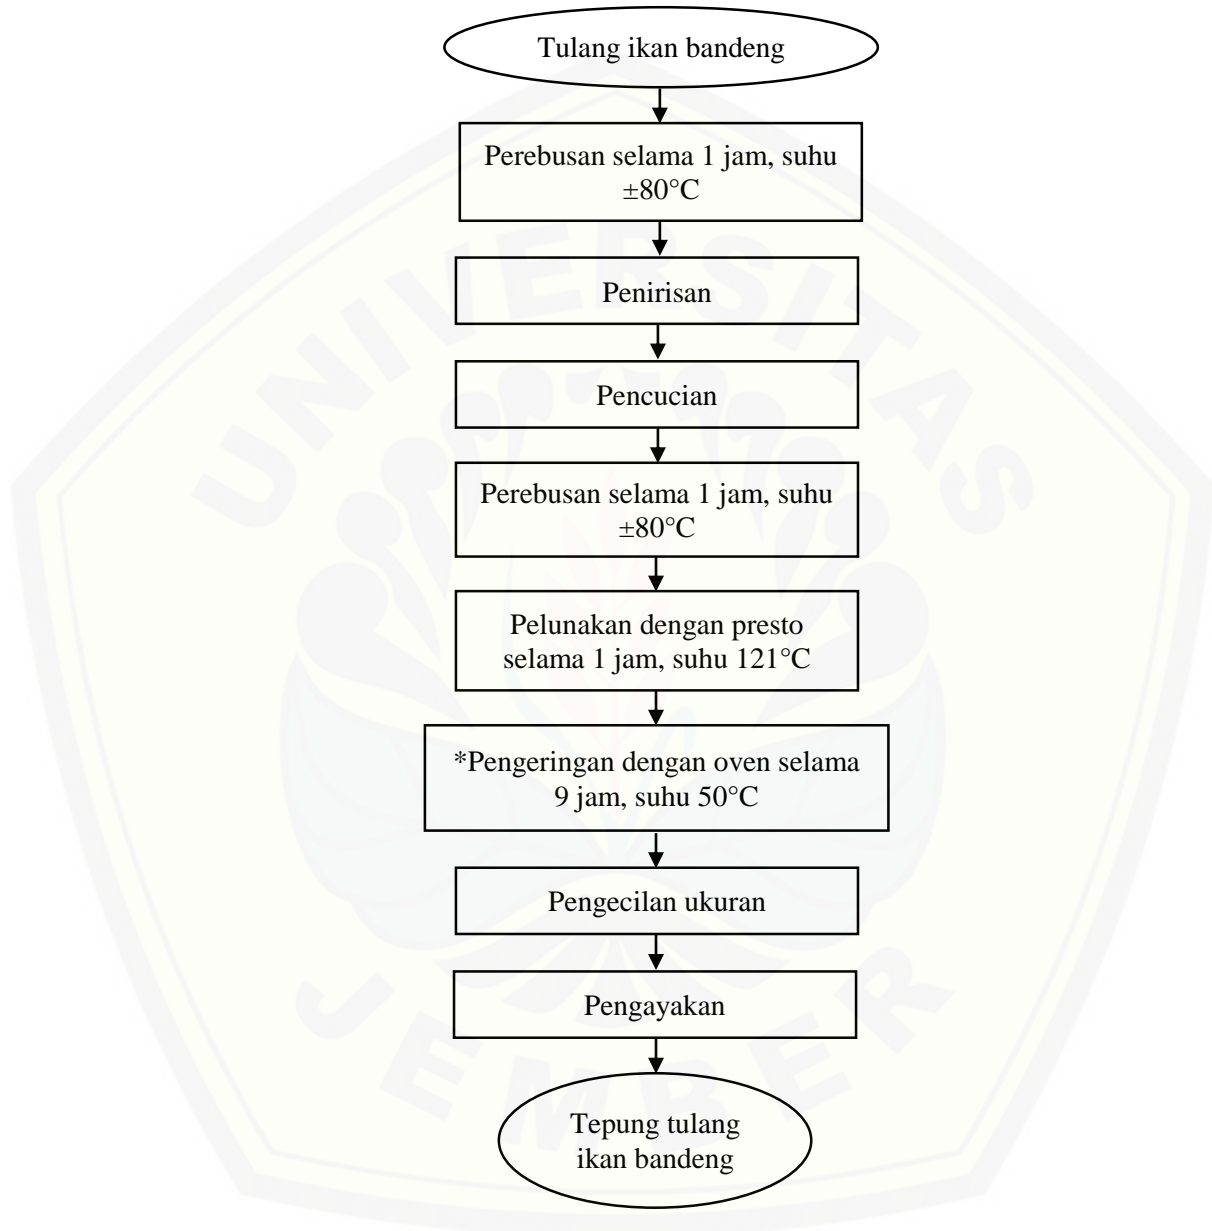 Tulang ikan bandeng
Perebusan selama 1 jam, suhu
±80°C
Penirisan
Pencucian
Perebusan selama 1 jam, suhu
±80°C
Pelunakan dengan presto
selama 1 jam, suhu 121°C
*Pengeringan dengan oven selama
9 jam, suhu 50°C
Pengecilan ukuran
Pengayakan
Tepung tulang
ikan bandeng
UNIVERSITAS
JEMBER